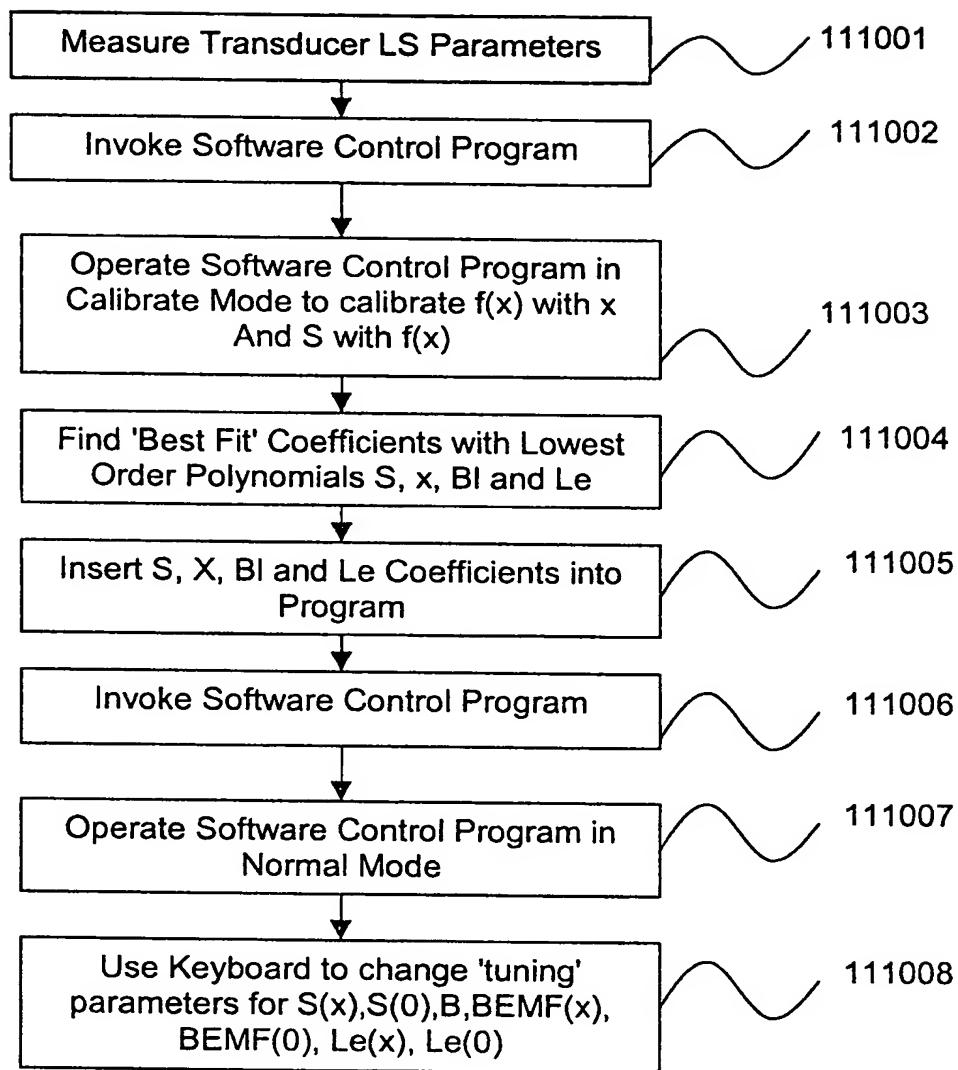 Measure Transducer LS Parameters
111001
Invoke Software Control Program
111002
Operate Software Control Program in
Calibrate Mode to calibrate f(x) with x
And S with f(x)
111003
Find 'Best Fit' Coefficients with Lowest
Order Polynomials S, x, Bl and Le
111004
Insert S, X, Bl and Le Coefficients into
Program
111005
Invoke Software Control Program
111006
Operate Software Control Program in
Normal Mode
111007
Use Keyboard to change 'tuning'
parameters for S(x),S(0),B,BEMF(x),
BEMF(0), Le(x), Le(0)
111008